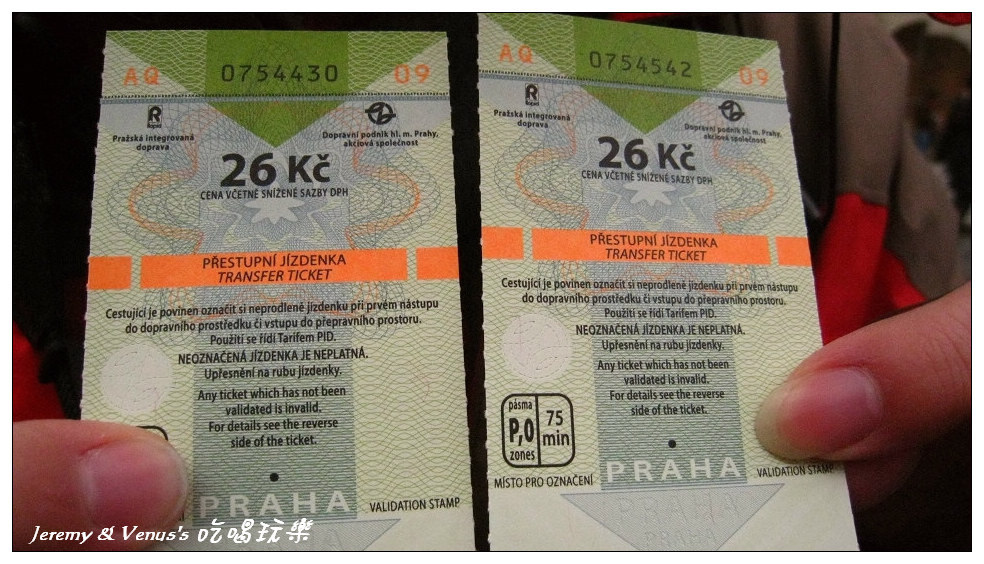 AQ 0754430 09
Pražská integrovaná
doprava
Dopravní podnik hl. m. Prahy,
akciová společnost
26 Kč
CENA VČETNĚ SNÍŽENÉ SAZBY DPH
PŘESTUPNÍ JÍZDENKA
TRANSFER TICKET
Cestující je povinen označit si neprodleně jízdenku při prvém nástupu
do dopravního prostředku či vstupu do přepravního prostoru.
Použití se řídí Tarifem PID.
NEOZNAČENÁ JÍZDENKA JE NEPLATNÁ.
Upřesnění na rubu jízdenky.
Any ticket which has not been
validated is invalid.
For details see the reverse
side of the ticket.
PRAHA
VALIDATION STAMP
AQ 0754542 09
Pražská integrovaná
doprava
Dopravní podnik hl. m. Prahy,
akciová společnost
26 Kč
CENA VČETNĚ SNÍŽENÉ SAZBY DPH
PŘESTUPNÍ JÍZDENKA
TRANSFER TICKET
Cestující je povinen označit si neprodleně jízdenku při prvém nástupu
do dopravního prostředku či vstupu do přepravního prostoru.
Použití se řídí Tarifem PID.
NEOZNAČENÁ JÍZDENKA JE NEPLATNÁ.
Upřesnění na rubu jízdenky.
Any ticket which has not been
validated is invalid.
For details see the reverse
side of the ticket.
pásma
P,0
zones
75
min
MÍSTO PRO OZNAČENÍ
PRAHA
VALIDATION STAMP
PRAHA
Jeremy & Venus's 吃喝玩樂